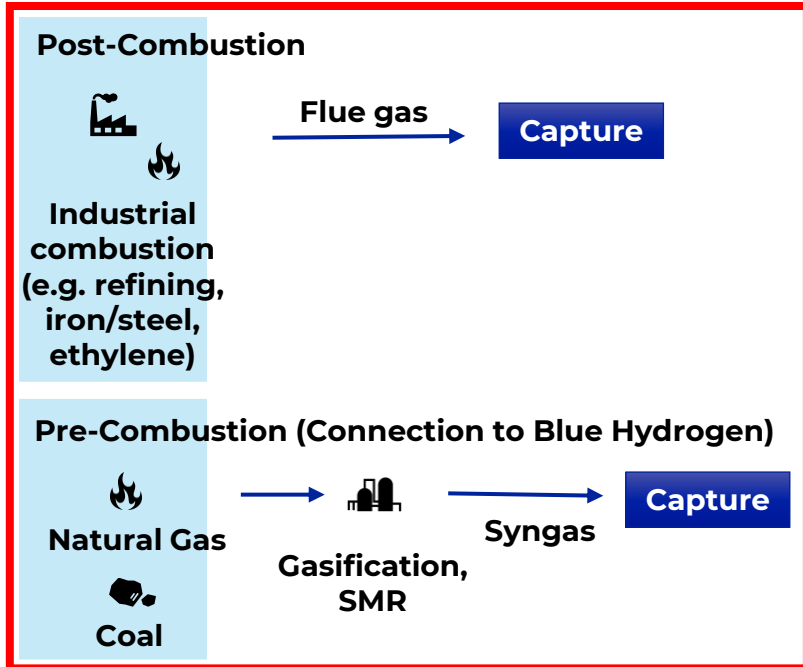 Post-Combustion
Flue gas
Capture
Industrial
combustion
(e.g. refining,
iron/steel,
ethylene)
Pre-Combustion (Connection to Blue Hydrogen)
Natural Gas
Coal
Gasification,
SMR
Syngas
Capture